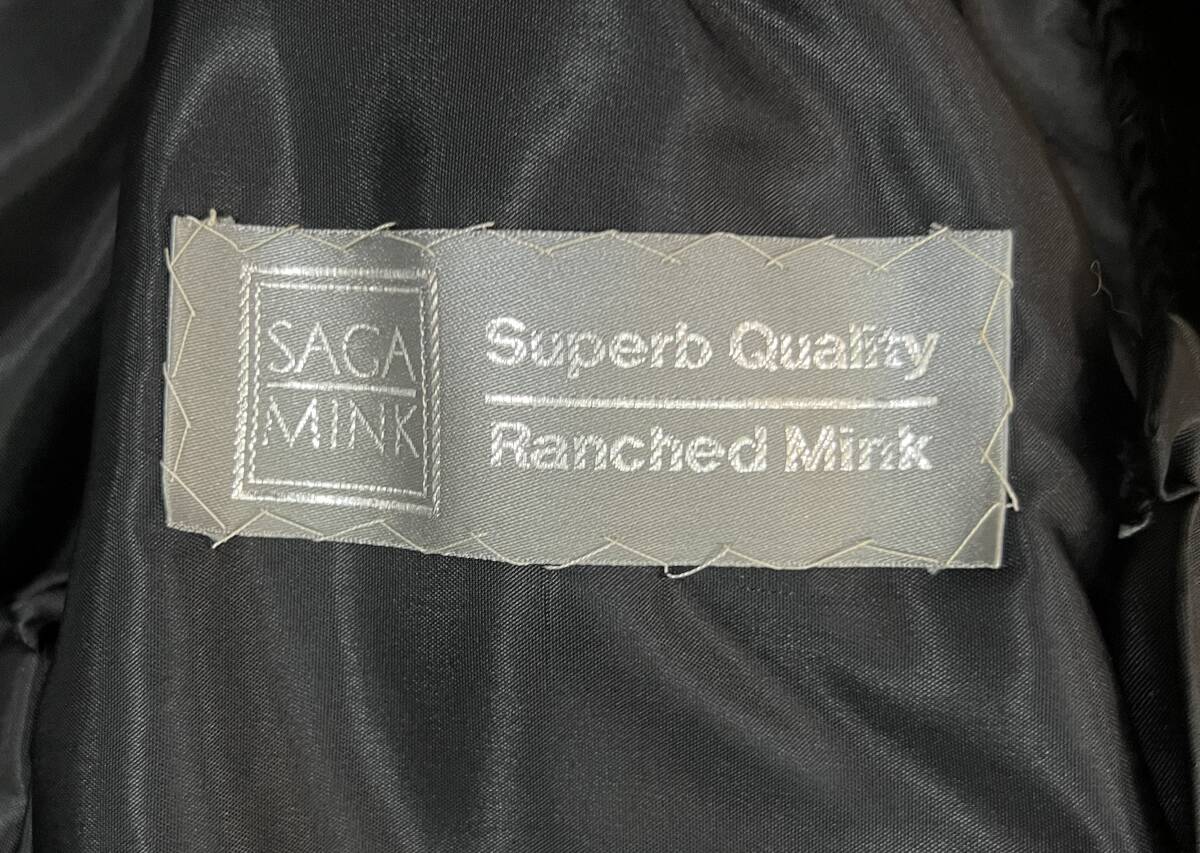 SAGA
MINK
Superb Quality
Ranched Mink